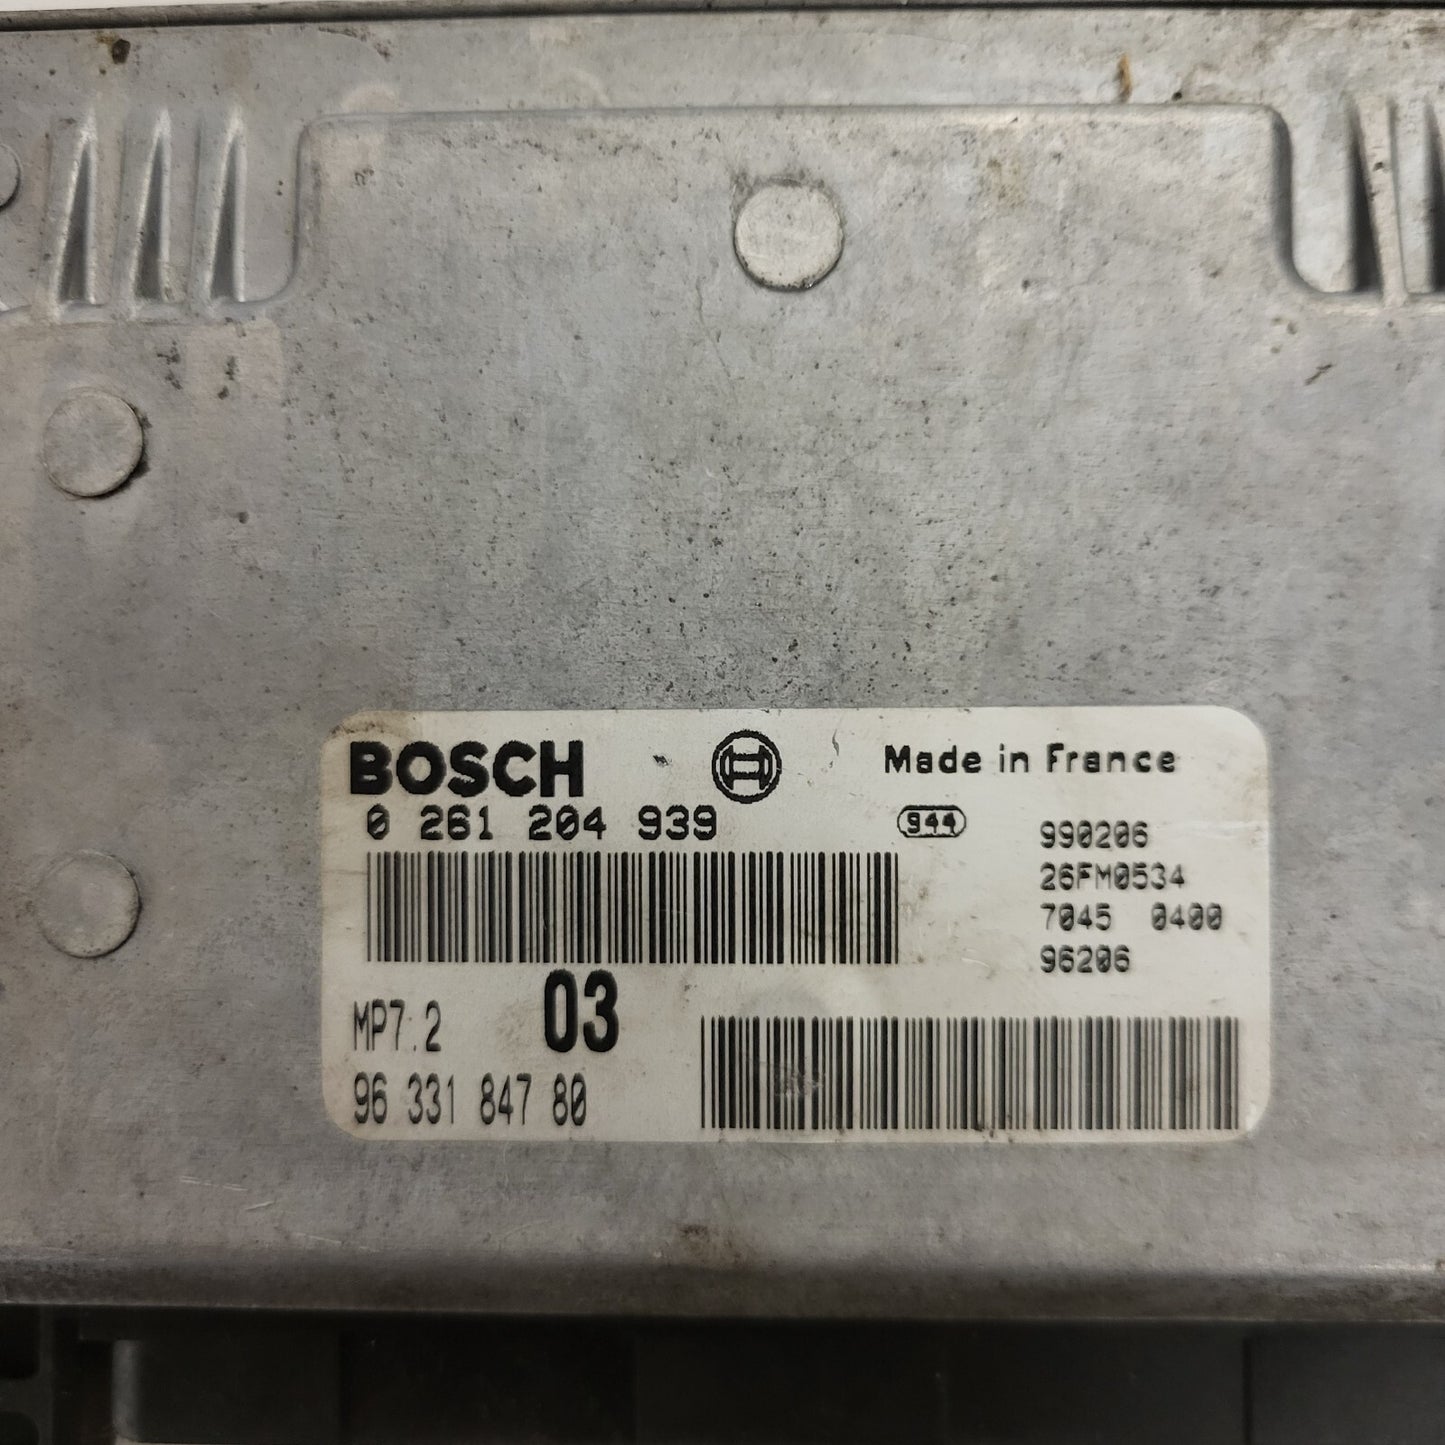 BOSCH
Made in France
0 261 204 939
944
990206
26FM0534
7045 0400
96206
MP7.2
03
96 331 847 80